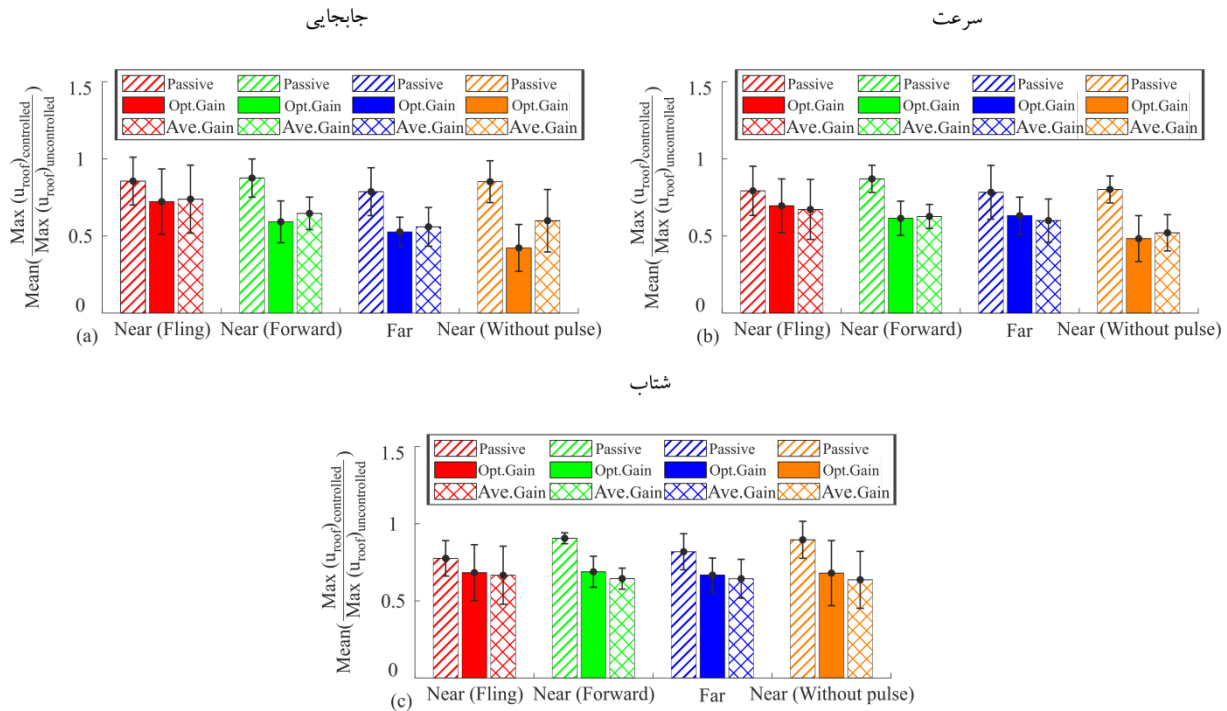 جابجایی
Passive Passive Passive Passive
Opt.Gain Opt.Gain Opt.Gain Opt.Gain
Ave.Gain Ave.Gain Ave.Gain Ave.Gain
1.5
1
0.5
0
Mean(Max (u_roof)controlled / Max (u_roof)uncontrolled
Near (Fling) Near (Forward) Far Near (Without pulse)
(a)
سرعت
Passive Passive Passive Passive
Opt.Gain Opt.Gain Opt.Gain Opt.Gain
Ave.Gain Ave.Gain Ave.Gain Ave.Gain
1.5
1
0.5
0
Mean(Max (u_roof)controlled / Max (u_roof)uncontrolled
Near (Fling) Near (Forward) Far Near (Without pulse)
(b)
شتاب
Passive Passive Passive Passive
Opt.Gain Opt.Gain Opt.Gain Opt.Gain
Ave.Gain Ave.Gain Ave.Gain Ave.Gain
1.5
1
0.5
0
Mean(Max (u_roof)controlled / Max (u_roof)uncontrolled
Near (Fling) Near (Forward) Far Near (Without pulse)
(c)